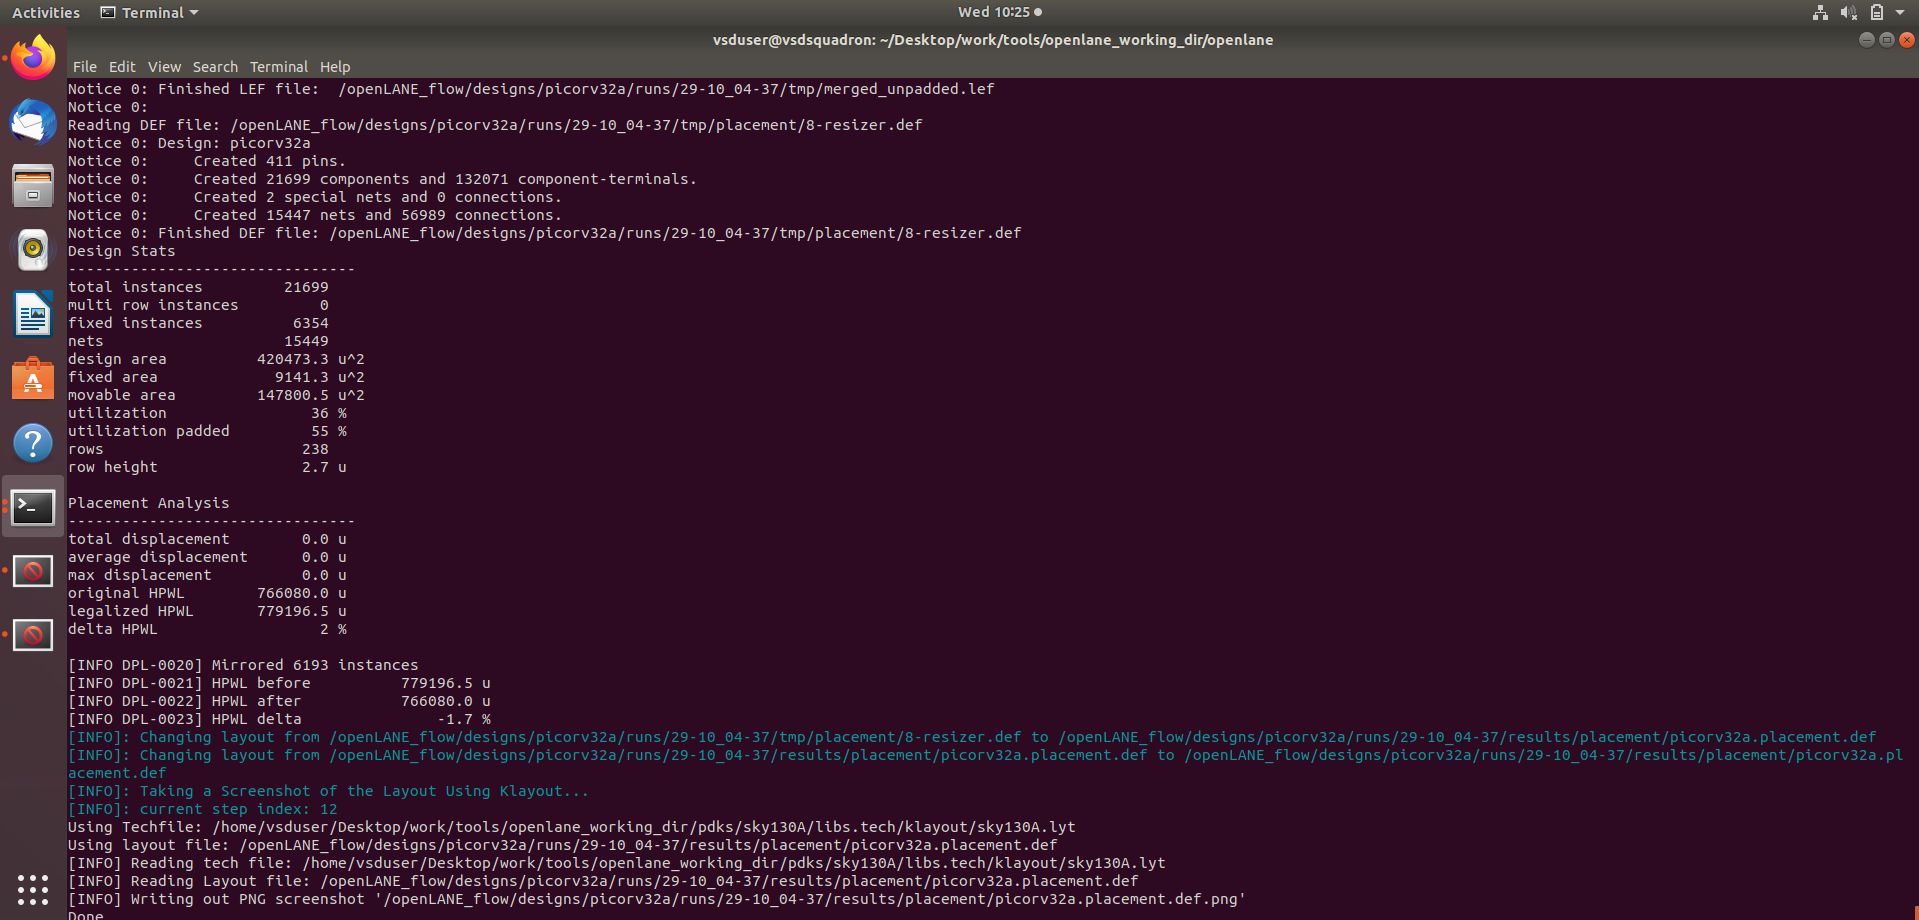 Activities Terminal Wed 10:25
vsduser@vsdsquadron: ~/Desktop/work/tools/openlane_working_dir/openlane
File Edit View Search Terminal Help
Notice 0: Finished LEF file:  /openLANE_flow/designs/picorv32a/runs/29-10_04-37/tmp/merged_unpadded.lef
Notice 0:
Reading DEF file: /openLANE_flow/designs/picorv32a/runs/29-10_04-37/tmp/placement/8-resizer.def
Notice 0: Design: picorv32a
Notice 0:     Created 411 pins.
Notice 0:     Created 21699 components and 132071 component-terminals.
Notice 0:     Created 2 special nets and 0 connections.
Notice 0:     Created 15447 nets and 56989 connections.
Notice 0: Finished DEF file: /openLANE_flow/designs/picorv32a/runs/29-10_04-37/tmp/placement/8-resizer.def
Design Stats
--------------------------------
total instances         21699
multi row instances         0
fixed instances          6354
nets                    15449
design area          420473.3 u^2
fixed area             9141.3 u^2
movable area         147800.5 u^2
utilization                36 %
utilization padded         55 %
rows                      238
row height                2.7 u
Placement Analysis
--------------------------------
total displacement        0.0 u
average displacement      0.0 u
max displacement          0.0 u
original HPWL        766080.0 u
legalized HPWL       779196.5 u
delta HPWL                  2 %
[INFO DPL-0020] Mirrored 6193 instances
[INFO DPL-0021] HPWL before          779196.5 u
[INFO DPL-0022] HPWL after           766080.0 u
[INFO DPL-0023] HPWL delta               -1.7 %
[INFO]: Changing layout from /openLANE_flow/designs/picorv32a/runs/29-10_04-37/tmp/placement/8-resizer.def to /openLANE_flow/designs/picorv32a/runs/29-10_04-37/results/placement/picorv32a.placement.def
[INFO]: Changing layout from /openLANE_flow/designs/picorv32a/runs/29-10_04-37/results/placement/picorv32a.placement.def to /openLANE_flow/designs/picorv32a/runs/29-10_04-37/results/placement/picorv32a.pl
acement.def
[INFO]: Taking a Screenshot of the Layout Using Klayout...
[INFO]: current step index: 12
Using Techfile: /home/vsduser/Desktop/work/tools/openlane_working_dir/pdks/sky130A/libs.tech/klayout/sky130A.lyt
Using layout file: /openLANE_flow/designs/picorv32a/runs/29-10_04-37/results/placement/picorv32a.placement.def
[INFO] Reading tech file: /home/vsduser/Desktop/work/tools/openlane_working_dir/pdks/sky130A/libs.tech/klayout/sky130A.lyt
[INFO] Reading Layout file: /openLANE_flow/designs/picorv32a/runs/29-10_04-37/results/placement/picorv32a.placement.def
[INFO] Writing out PNG screenshot '/openLANE_flow/designs/picorv32a/runs/29-10_04-37/results/placement/picorv32a.placement.def.png'
Done